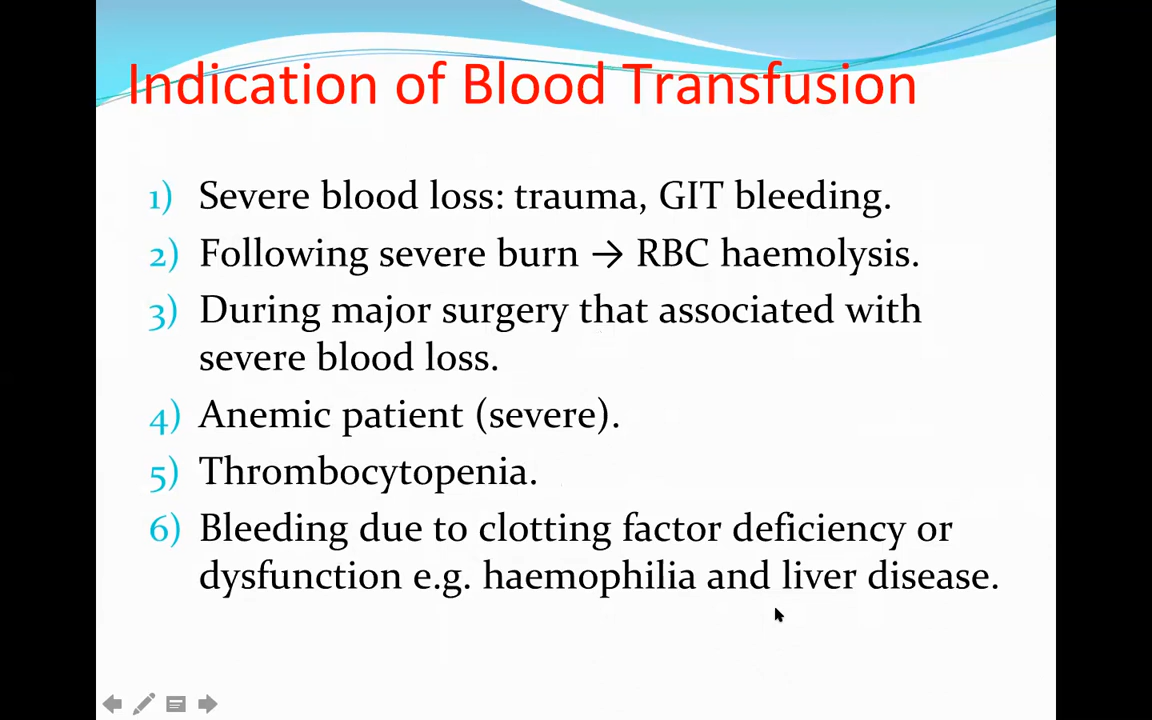 Indication of Blood Transfusion
1) Severe blood loss: trauma, GIT bleeding.
2) Following severe burn → RBC haemolysis.
3) During major surgery that associated with
severe blood loss.
4) Anemic patient (severe).
5) Thrombocytopenia.
6) Bleeding due to clotting factor deficiency or
dysfunction e.g. haemophilia and liver disease.